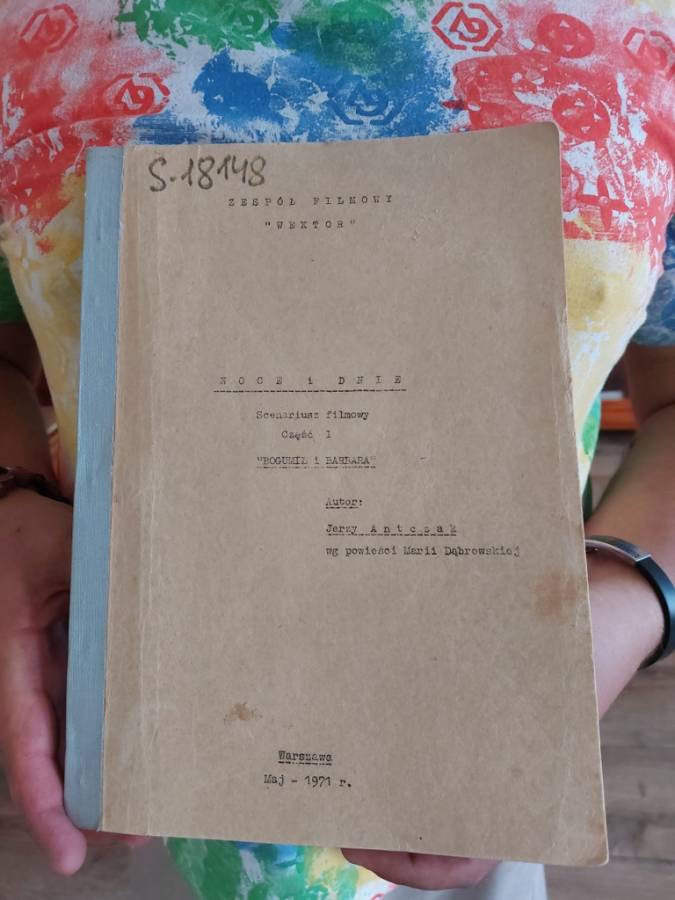 S-18148
ZESPÓŁ FILMOWY
"WEKTOR"
NOCE i DNIE
Scenariusz filmowy
Część I
"BOGUMIŁ i BARBARA"
Autor:
Jerzy Antczak
wg powieści Marii Dąbrowskiej
Warszawa
Maj - 1971 r.